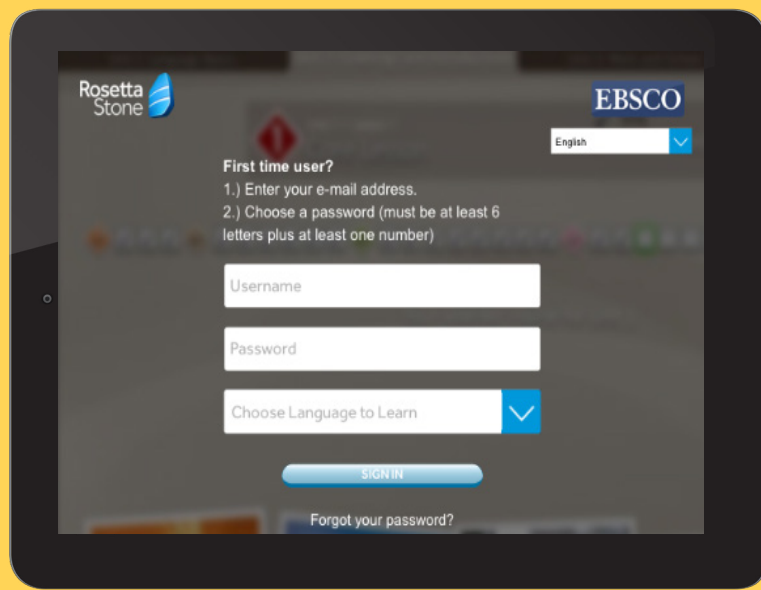 Rosetta
Stone
EBSCO
English
First time user?
1.) Enter your e-mail address.
2.) Choose a password (must be at least 6
letters plus at least one number)
Username
Password
Choose Language to Learn
SIGN IN
Forgot your password?